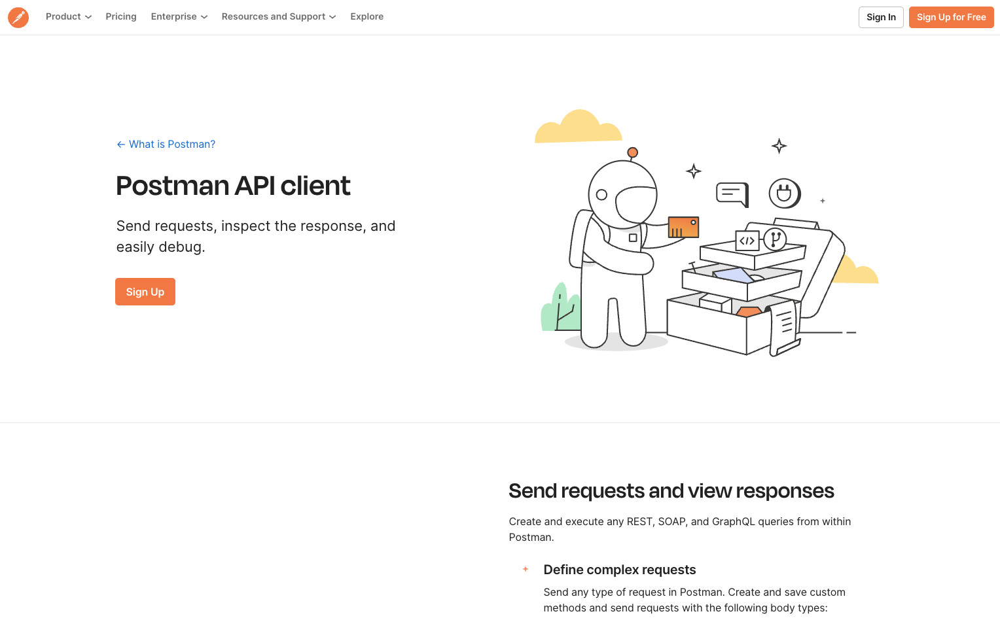 Product
Pricing
Enterprise
Resources and Support
Explore
Sign In
Sign Up for Free
← What is Postman?
Postman API client
Send requests, inspect the response, and
easily debug.
Sign Up
</>
Send requests and view responses
Create and execute any REST, SOAP, and GraphQL queries from within
Postman.
Define complex requests
Send any type of request in Postman. Create and save custom
methods and send requests with the following body types: